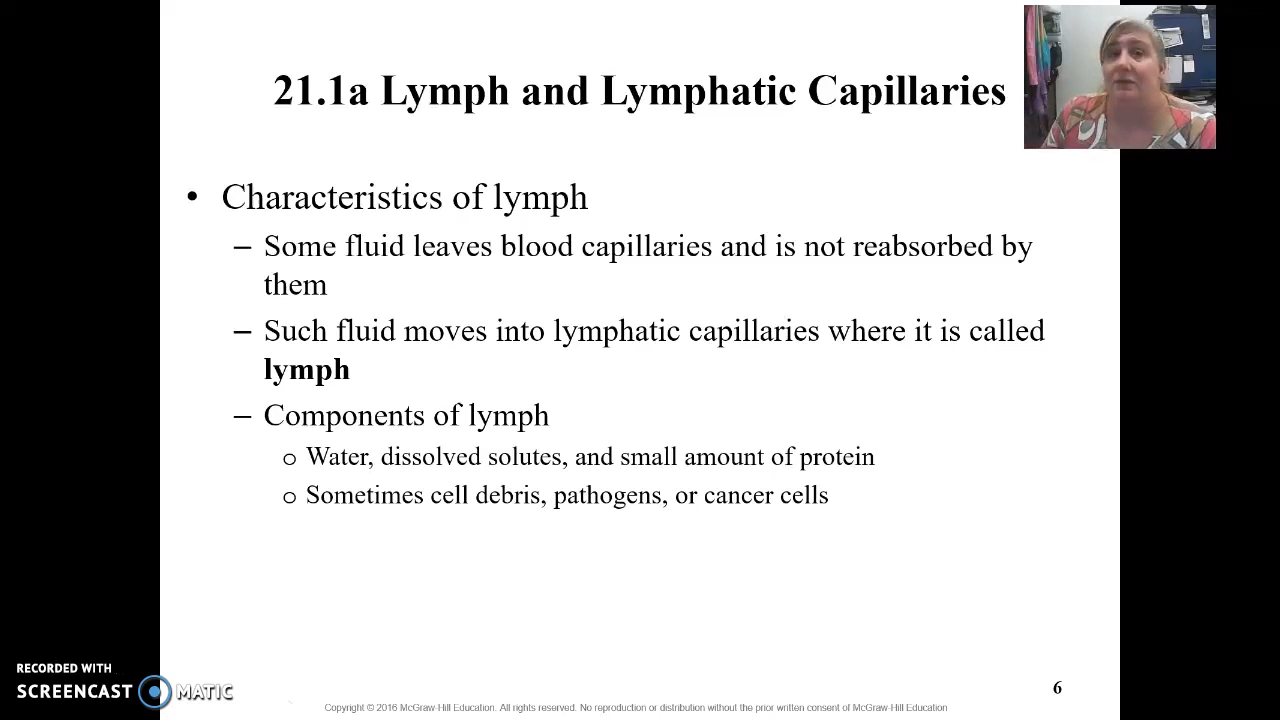 21.1a Lymph and Lymphatic Capillaries
• Characteristics of lymph
– Some fluid leaves blood capillaries and is not reabsorbed by
them
– Such fluid moves into lymphatic capillaries where it is called
lymph
– Components of lymph
o Water, dissolved solutes, and small amount of protein
o Sometimes cell debris, pathogens, or cancer cells
RECORDED WITH
SCREENCAST MATIC
6
Copyright © 2016 McGraw-Hill Education. All rights reserved. No reproduction or distribution without the prior written consent of McGraw-Hill Education